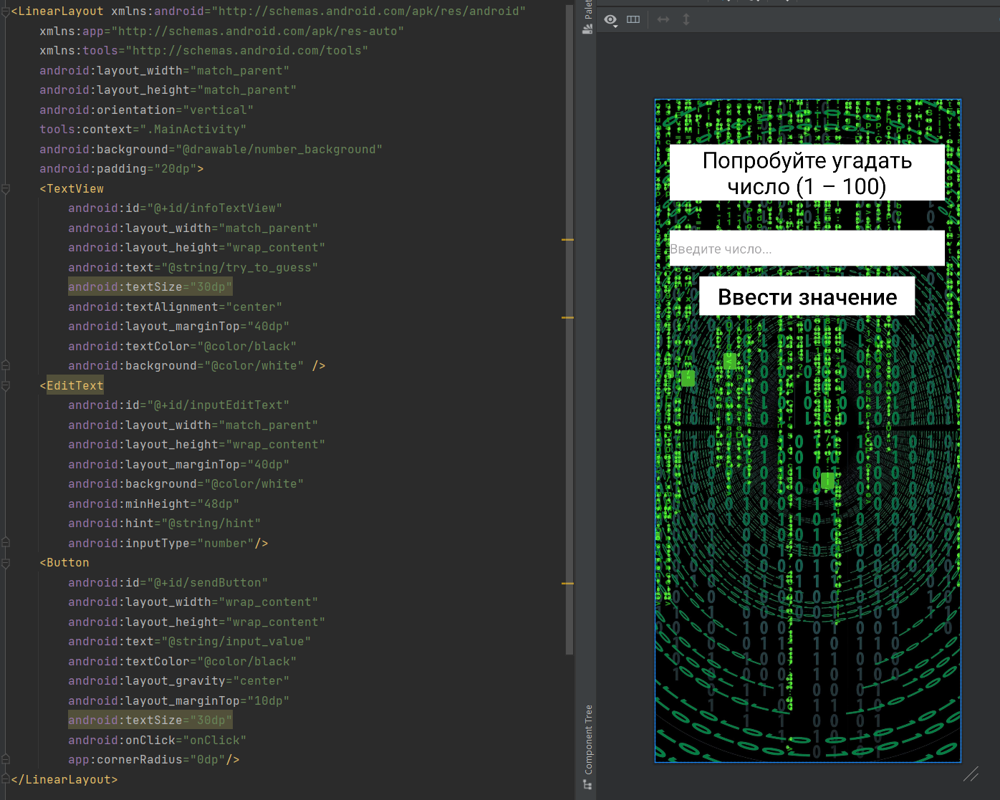 <LinearLayout xmlns:android="http://schemas.android.com/apk/res/android"
xmlns:app="http://schemas.android.com/apk/res-auto"
xmlns:tools="http://schemas.android.com/tools"
android:layout_width="match_parent"
android:layout_height="match_parent"
android:orientation="vertical"
tools:context=".MainActivity"
android:background="@drawable/number_background"
android:padding="20dp">
<TextView
android:id="@+id/infoTextView"
android:layout_width="match_parent"
android:layout_height="wrap_content"
android:text="@string/try_to_guess"
android:textSize="30dp"
android:textAlignment="center"
android:layout_marginTop="40dp"
android:textColor="@color/black"
android:background="@color/white" />
<EditText
android:id="@+id/inputEditText"
android:layout_width="match_parent"
android:layout_height="wrap_content"
android:layout_marginTop="40dp"
android:background="@color/white"
android:minHeight="48dp"
android:hint="@string/hint"
android:inputType="number"/>
<Button
android:id="@+id/sendButton"
android:layout_width="wrap_content"
android:layout_height="wrap_content"
android:text="@string/input_value"
android:textColor="@color/black"
android:layout_gravity="center"
android:layout_marginTop="10dp"
android:textSize="30dp"
android:onClick="onClick"
app:cornerRadius="0dp"/>
</LinearLayout>
Palet
Component Tree
Попробуйте угадать
число (1 – 100)
Введите число...
Ввести значение